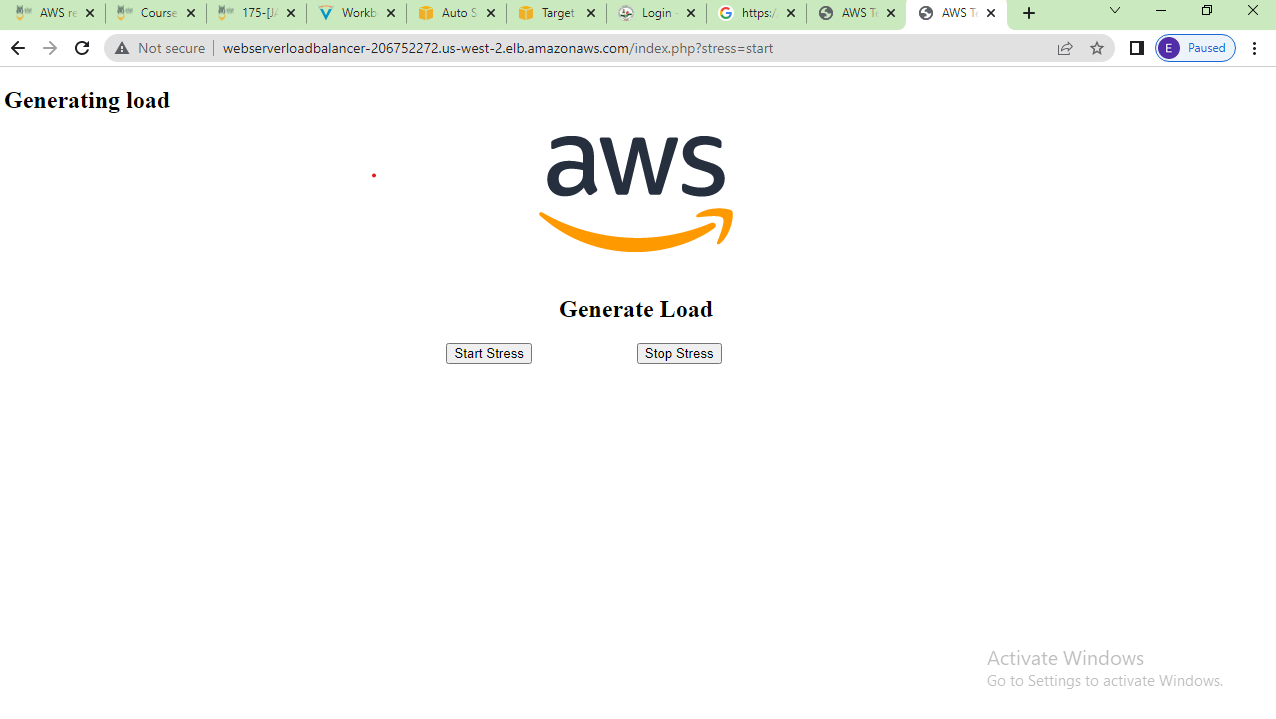 AWS re
Course
175-[JA
Workb
Auto S
Target
Login -
https:/
AWS Te
AWS Te
Not secure
webserverloadbalancer-206752272.us-west-2.elb.amazonaws.com/index.php?stress=start
E Paused
Generating load
aws
Generate Load
Start Stress Stop Stress
Activate Windows
Go to Settings to activate Windows.